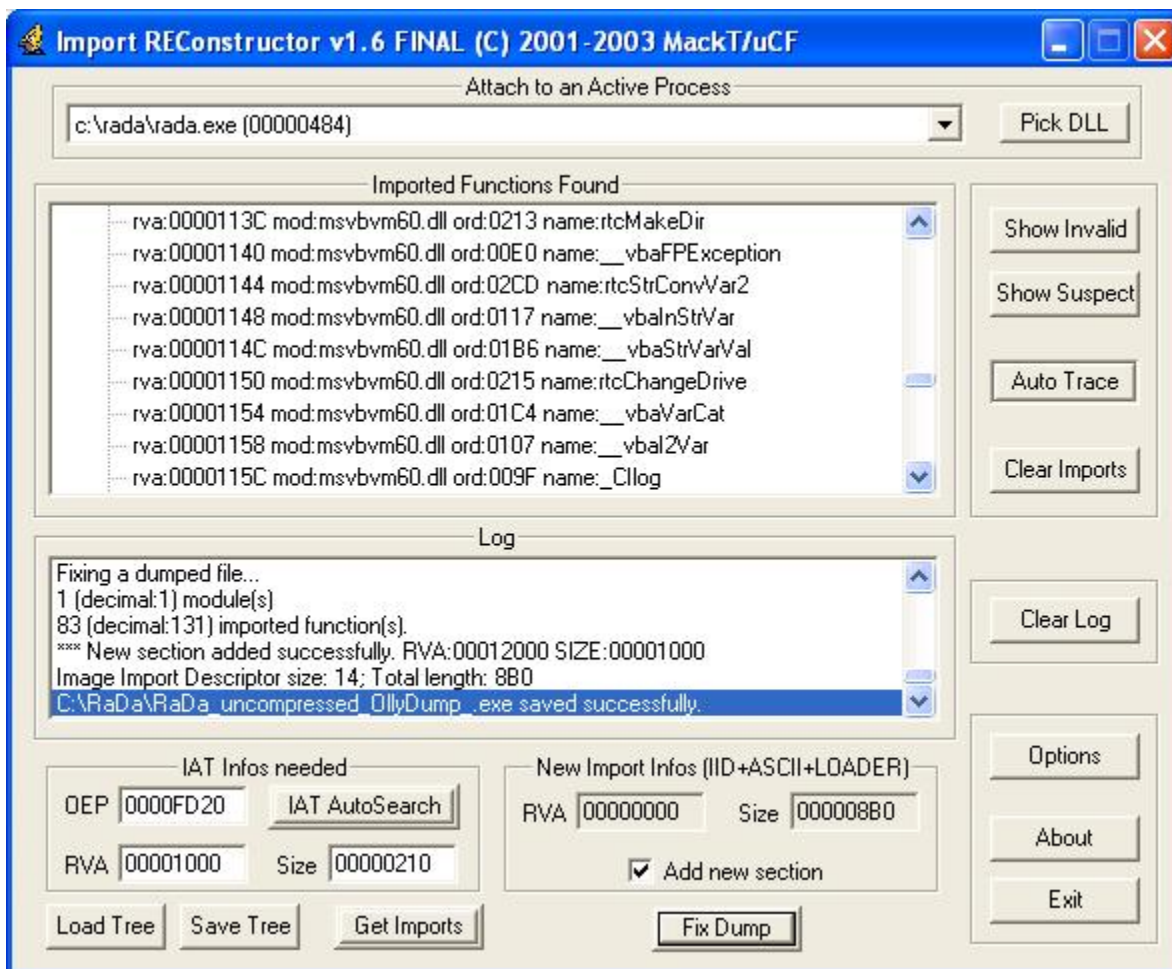 Import REConstructor v1.6 FINAL (C) 2001-2003 MackT/uCF
Attach to an Active Process
c:\rada\rada.exe (00000484)
Pick DLL
Imported Functions Found
rva:0000113C mod:msvbvm60.dll ord:0213 name:rtcMakeDir
rva:00001140 mod:msvbvm60.dll ord:00E0 name:__vbaFPException
rva:00001144 mod:msvbvm60.dll ord:02CD name:rtcStrConvVar2
rva:00001148 mod:msvbvm60.dll ord:0117 name:__vbaInStrVar
rva:0000114C mod:msvbvm60.dll ord:01B6 name:__vbaStrVarVal
rva:00001150 mod:msvbvm60.dll ord:0215 name:rtcChangeDrive
rva:00001154 mod:msvbvm60.dll ord:01C4 name:__vbaVarCat
rva:00001158 mod:msvbvm60.dll ord:0107 name:__vbaI2Var
rva:0000115C mod:msvbvm60.dll ord:009F name:_CIlog
Show Invalid
Show Suspect
Auto Trace
Clear Imports
Log
Fixing a dumped file...
1 (decimal:1) module(s)
83 (decimal:131) imported function(s).
*** New section added successfully. RVA:00012000 SIZE:00001000
Image Import Descriptor size: 14; Total length: 8B0
C:\RaDa\RaDa_uncompressed_OllyDump_.exe saved successfully.
Clear Log
IAT Infos needed
OEP 0000FD20 IAT AutoSearch
RVA 00001000 Size 00000210
New Import Infos (IID+ASCII+LOADER)
RVA 00000000 Size 000008B0
Add new section
Options
About
Exit
Load Tree Save Tree Get Imports Fix Dump